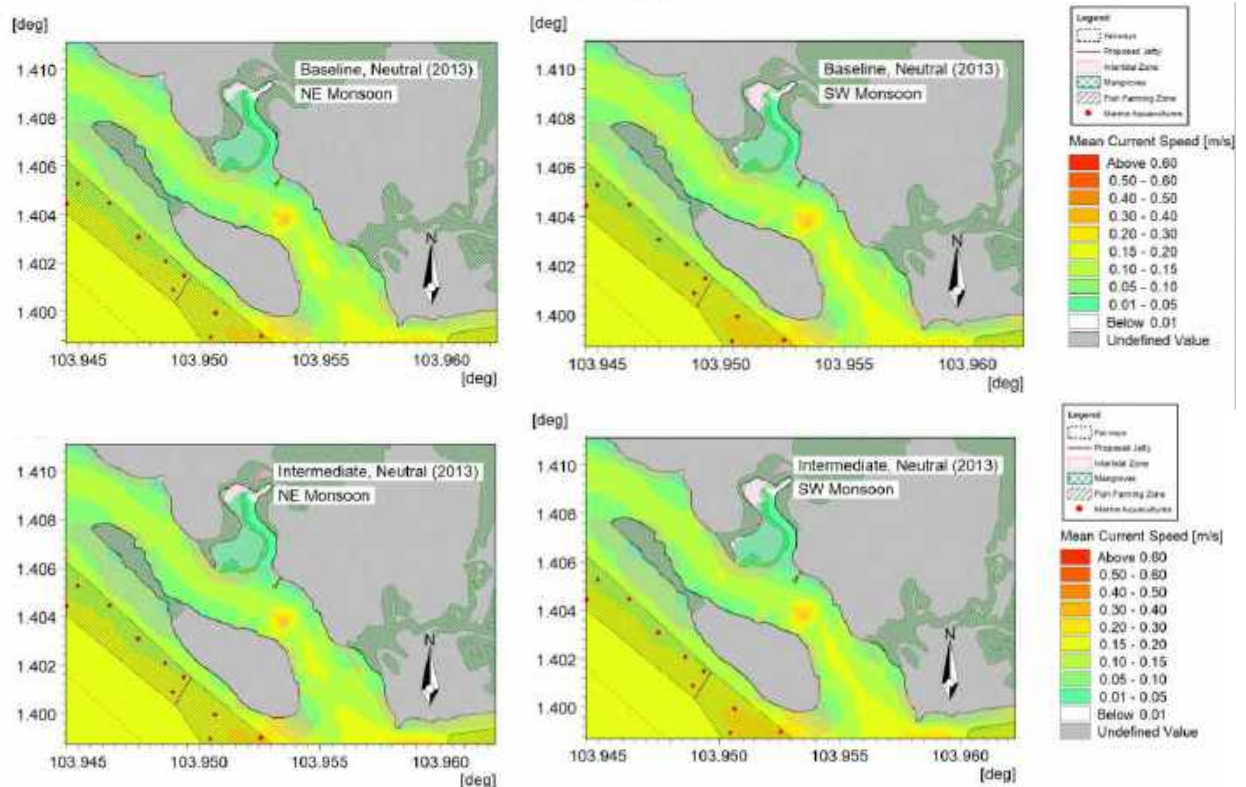 [deg]
1.410
1.408
1.406
1.404
1.402
1.400
Baseline, Neutral (2013)
NE Monsoon
N
103.945
103.950
103.955
103.960
[deg]
[deg]
1.410
1.408
1.406
1.404
1.402
1.400
Baseline, Neutral (2013)
SW Monsoon
N
103.945
103.950
103.955
103.960
[deg]
Legend
Fairways
Proposed Jetty
Intertidal Zone
Mangroves
Fish Farming Zone
Marine Aquacultures
Mean Current Speed [m/s]
Above 0.60
0.50 - 0.60
0.40 - 0.50
0.30 - 0.40
0.20 - 0.30
0.15 - 0.20
0.10 - 0.15
0.05 - 0.10
0.01 - 0.05
Below 0.01
Undefined Value
1.410
1.408
1.406
1.404
1.402
1.400
Intermediate, Neutral (2013)
NE Monsoon
N
103.945
103.950
103.955
103.960
[deg]
1.410
1.408
1.406
1.404
1.402
1.400
Intermediate, Neutral (2013)
SW Monsoon
N
103.945
103.950
103.955
103.960
[deg]
Legend
Fairways
Proposed Jetty
Intertidal Zone
Mangroves
Fish Farming Zone
Marine Aquacultures
Mean Current Speed [m/s]
Above 0.60
0.50 - 0.60
0.40 - 0.50
0.30 - 0.40
0.20 - 0.30
0.15 - 0.20
0.10 - 0.15
0.05 - 0.10
0.01 - 0.05
Below 0.01
Undefined Value